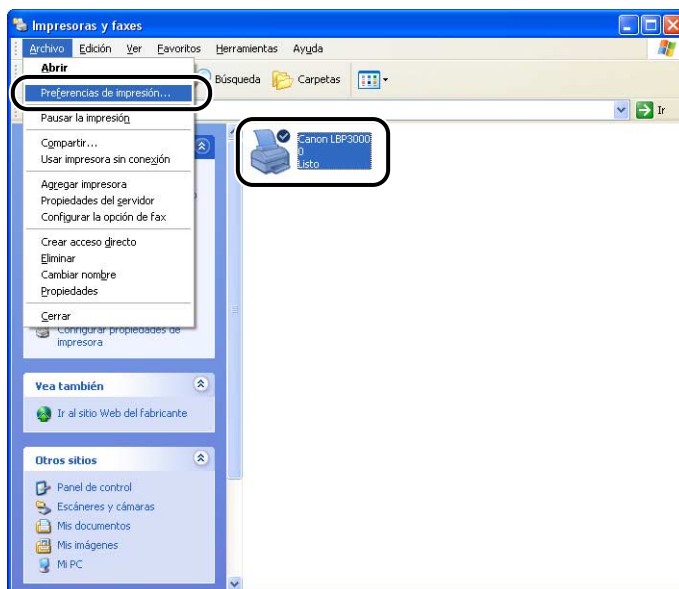 Impresoras y faxes
Archivo Edición Ver Favoritos Herramientas Ayuda
Abrir
Preferencias de impresión...
Pausar la impresión
Compartir...
Usar impresora sin conexión
Agregar impresora
Propiedades del servidor
Configurar la opción de fax
Crear acceso directo
Eliminar
Cambiar nombre
Propiedades
Cerrar
Búsqueda Carpetas
Ir
Canon LBP3000
0
Listo
Configurar propiedades de
impresora
Vea también
Ir al sitio Web del fabricante
Otros sitios
Panel de control
Escáneres y cámaras
Mis documentos
Mis imágenes
Mi PC